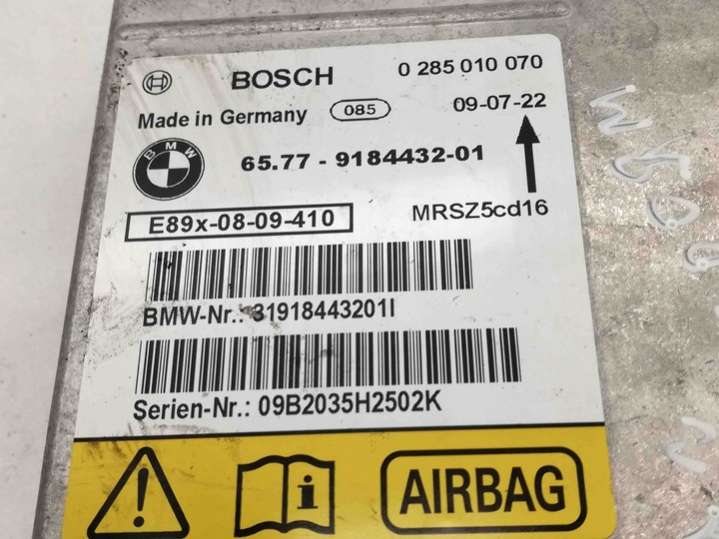 BOSCH 0 285 010 070
Made in Germany 085 09-07-22
BMW 65.77 - 9184432-01
E89x-08-09-410 MRSZ5cd16
BMW-Nr.: 31918443201I
Serien-Nr.: 09B2035H2502K
! i AIRBAG